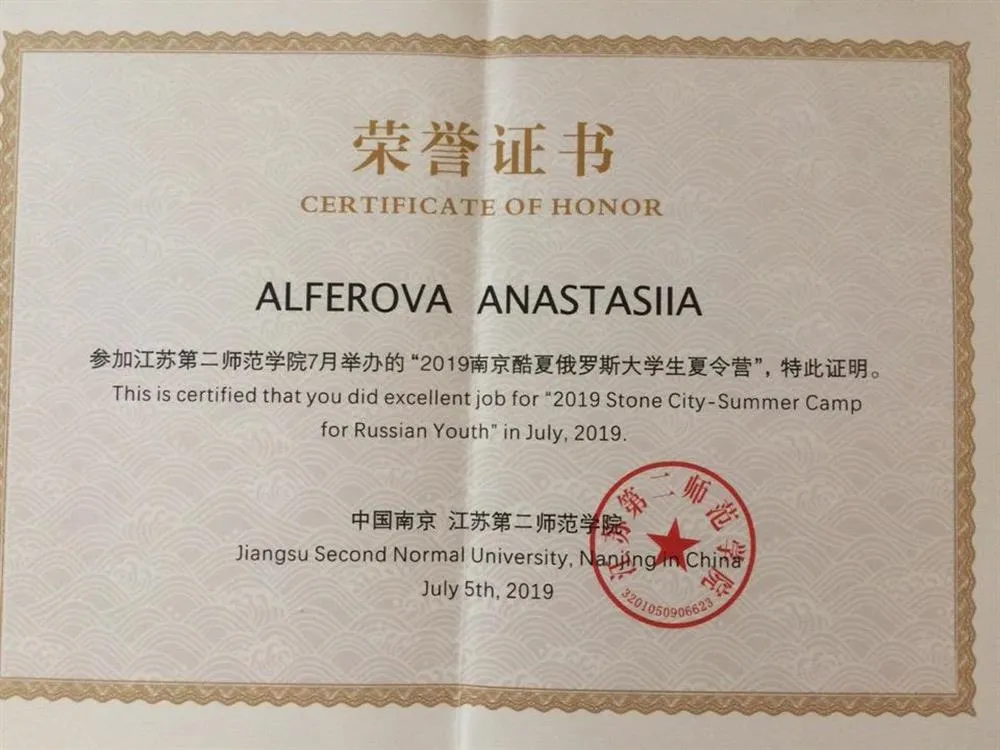 荣誉证书
CERTIFICATE OF HONOR
ALFEROVA ANASTASIIA
参加江苏第二师范学院7月举办的“2019南京酷夏俄罗斯大学生夏令营”，特此证明。
This is certified that you did excellent job for “2019 Stone City-Summer Camp
for Russian Youth” in July, 2019.
中国南京 江苏第二师范学院
Jiangsu Second Normal University, Nanjing in China
July 5th, 2019
江苏第二师范学院
3201050906623